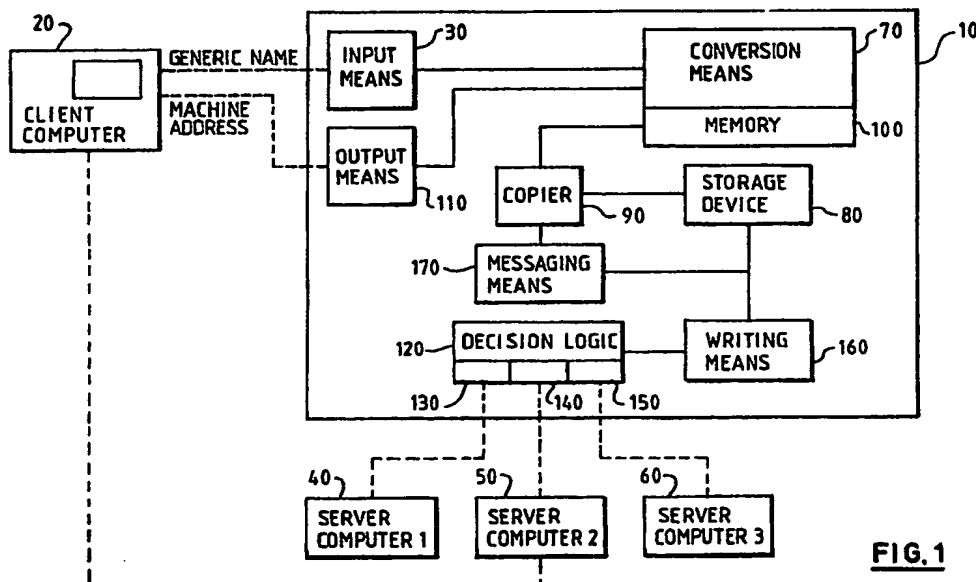 20
GENERIC NAME
CLIENT
COMPUTER
MACHINE
ADDRESS
30
INPUT
MEANS
OUTPUT
MEANS
110
70
CONVERSION
MEANS
MEMORY
100
10
COPIER
90
STORAGE
DEVICE
80
170
MESSAGING
MEANS
120
DECISION LOGIC
130
140
150
WRITING
MEANS
160
40
SERVER
COMPUTER 1
50
SERVER
COMPUTER 2
60
SERVER
COMPUTER 3
FIG.1